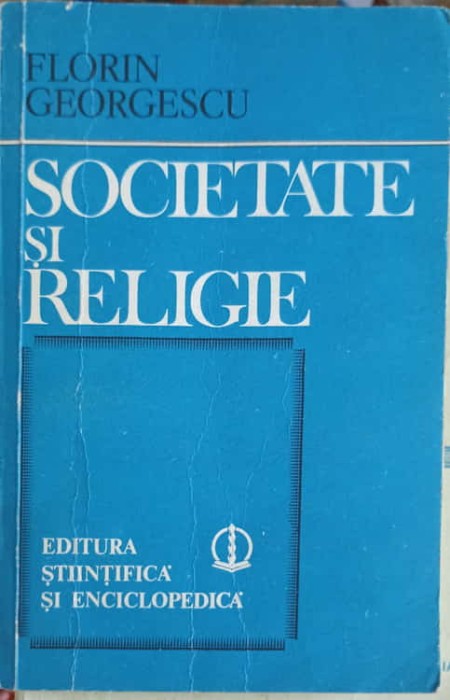 FLORIN
GEORGESCU
SOCIETATE
ȘI
RELIGIE
EDITURA
ȘTIINȚIFICĂ
ȘI ENCICLOPEDICĂ